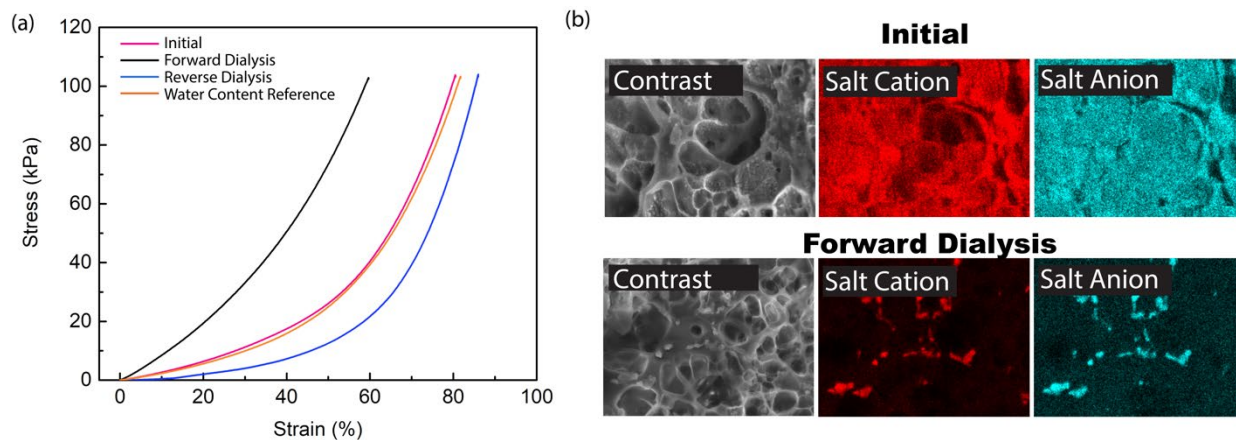 (a)
120
100
80
60
40
20
0
Stress (kPa)
Initial
Forward Dialysis
Reverse Dialysis
Water Content Reference
0 20 40 60 80 100
Strain (%)
(b)
Initial
Contrast
Salt Cation
Salt Anion
Forward Dialysis
Contrast
Salt Cation
Salt Anion